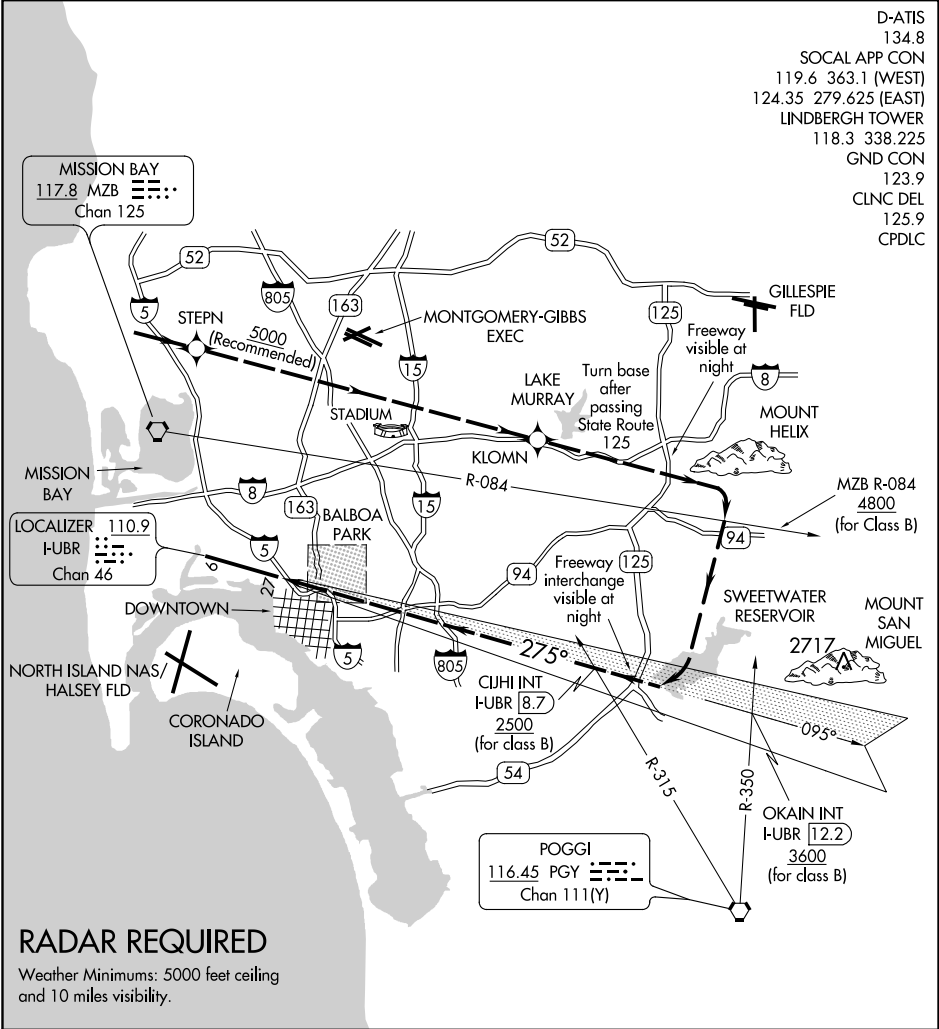 D-ATIS
134.8
SOCAL APP CON
119.6 363.1 (WEST)
124.35 279.625 (EAST)
LINDBERGH TOWER
118.3 338.225
GND CON
123.9
CLNC DEL
125.9
CPDLC
MISSION BAY
117.8 MZB
Chan 125
52
52
805
163
5
GILLESPIE
FLD
125
STEPN
5000
(Recommended)
MONTGOMERY-GIBBS
EXEC
15
Freeway
visible at
night
8
LAKE
MURRAY
Turn base
after
passing
State Route
125
STADIUM
MOUNT
HELIX
KLOMN
R-084
MISSION
BAY
8
163
15
MZB R-084
4800
(for Class B)
94
LOCALIZER 110.9
I-UBR
Chan 46
5
BALBOA
PARK
9
27
94
Freeway
interchange
visible at
night
125
DOWNTOWN
SWEETWATER
RESERVOIR
MOUNT
SAN
MIGUEL
2717
5
805
275°
NORTH ISLAND NAS/
HALSEY FLD
CORONADO
ISLAND
CIJHI INT
I-UBR 8.7
2500
(for class B)
095°
54
R-315
R-350
OKAIN INT
I-UBR 12.2
3600
(for class B)
POGGI
116.45 PGY
Chan 111(Y)
RADAR REQUIRED
Weather Minimums: 5000 feet ceiling
and 10 miles visibility.